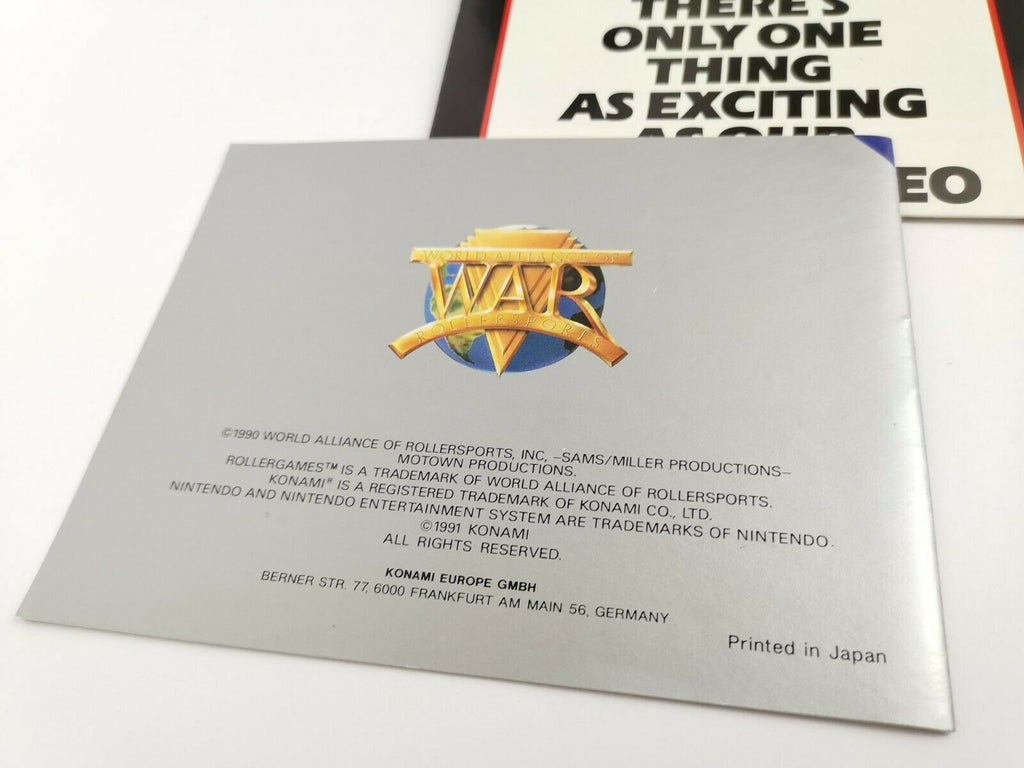 THERE'S
ONLY ONE
THING
AS EXCITING
AS OUR
EO
WORLD ALLIANCE OF
WAR
ROLLERSPORTS
©1990 WORLD ALLIANCE OF ROLLERSPORTS, INC, –SAMS/MILLER PRODUCTIONS–
MOTOWN PRODUCTIONS.
ROLLERGAMES™ IS A TRADEMARK OF WORLD ALLIANCE OF ROLLERSPORTS.
KONAMI® IS A REGISTERED TRADEMARK OF KONAMI CO., LTD.
NINTENDO AND NINTENDO ENTERTAINMENT SYSTEM ARE TRADEMARKS OF NINTENDO.
©1991 KONAMI
ALL RIGHTS RESERVED.
KONAMI EUROPE GMBH
BERNER STR. 77, 6000 FRANKFURT AM MAIN 56, GERMANY
Printed in Japan